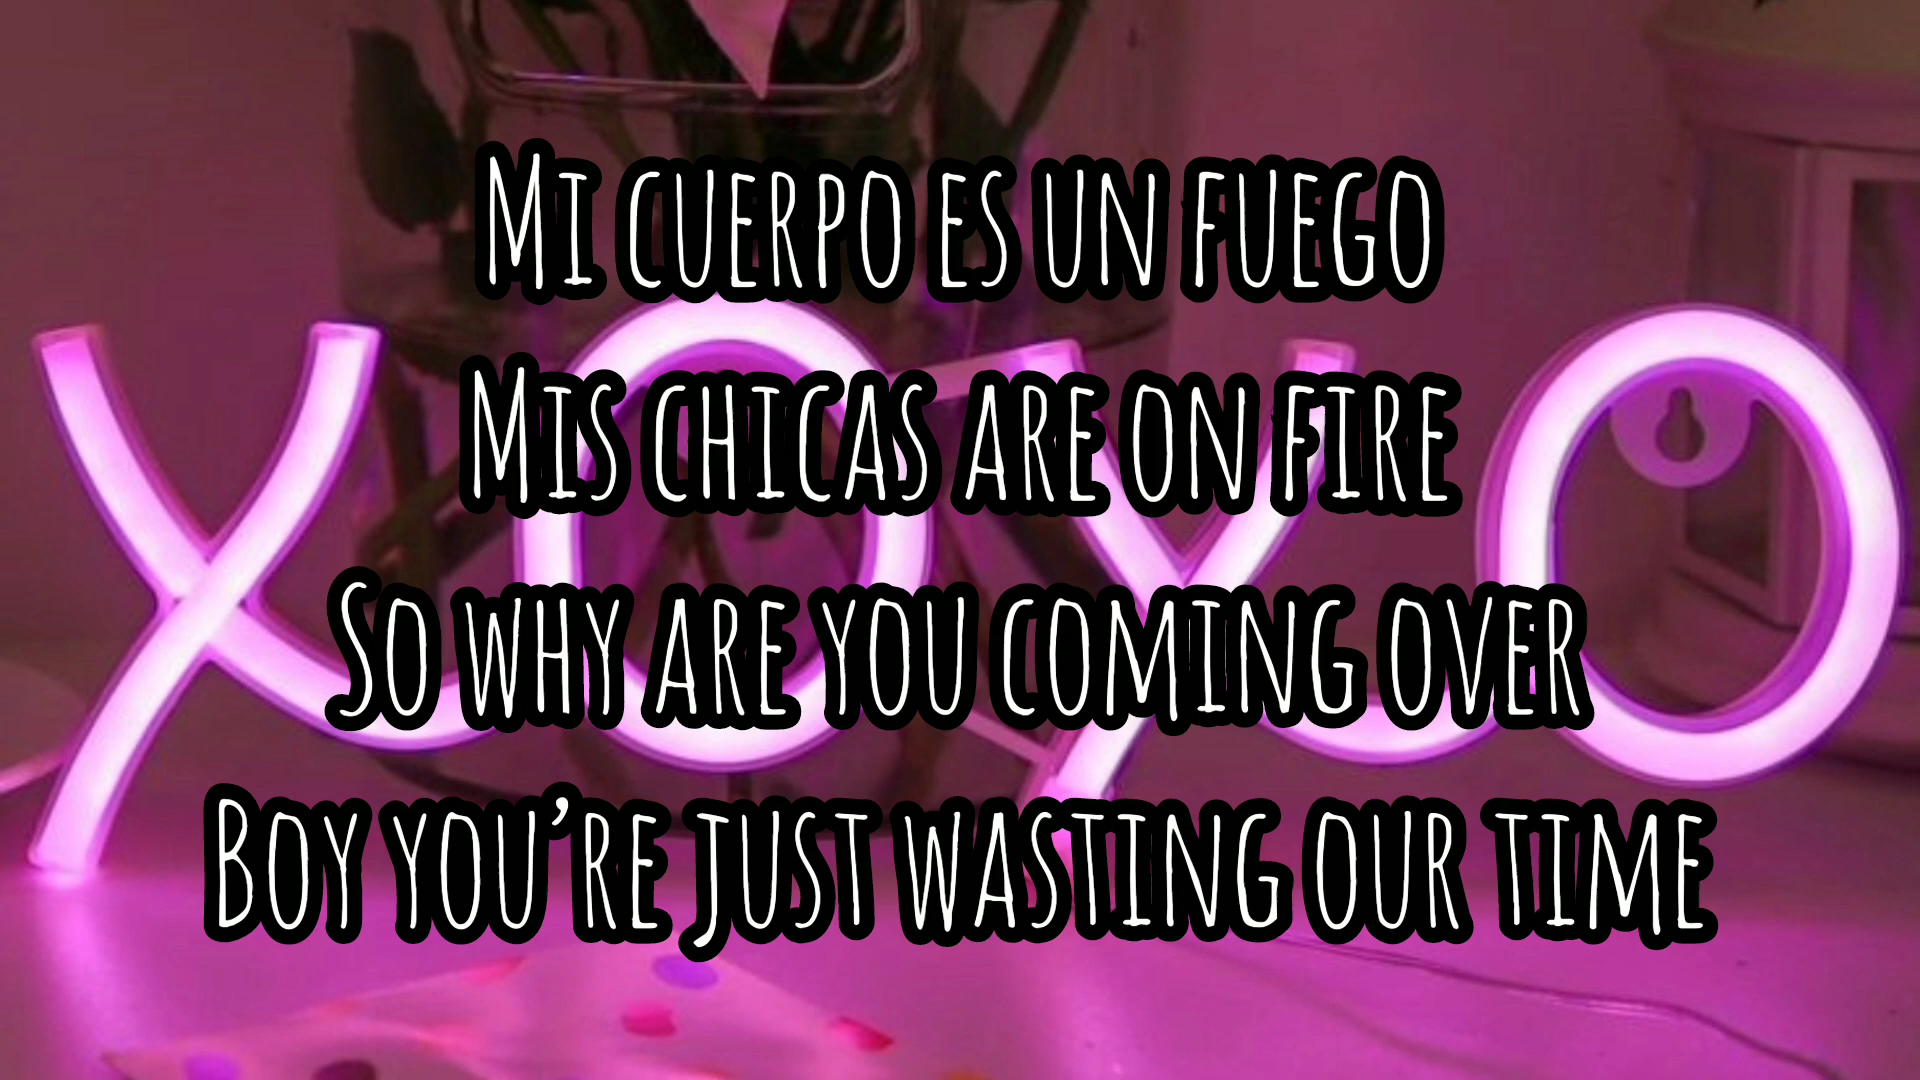 Mi cuerpo es un fuego
Mis chicas are on fire
So why are you coming over
Boy you’re just wasting our time
XOXO